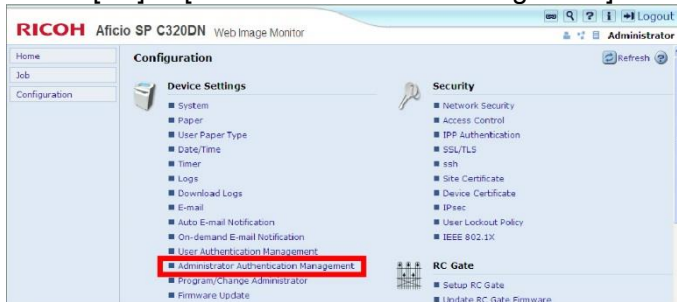 RICOH Aficio SP C320DN Web Image Monitor
Logout
Administrator
Home
Job
Configuration
Configuration
Refresh
Device Settings
System
Paper
User Paper Type
Date/Time
Timer
Logs
Download Logs
E-mail
Auto E-mail Notification
On-demand E-mail Notification
User Authentication Management
Administrator Authentication Management
Program/Change Administrator
Firmware Update
Security
Network Security
Access Control
IPP Authentication
SSL/TLS
ssh
Site Certificate
Device Certificate
IPsec
User Lockout Policy
IEEE 802.1X
RC Gate
Setup RC Gate
Update RC Gate Firmware